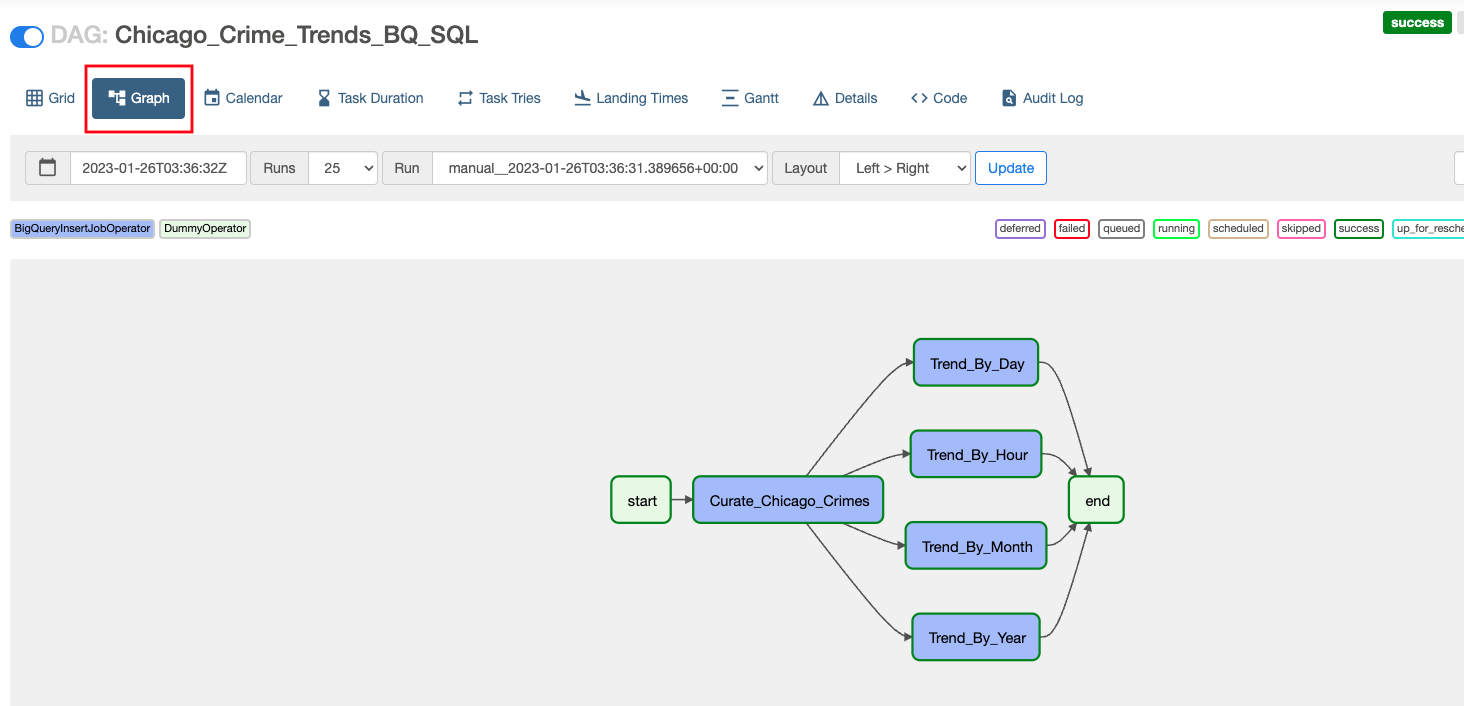 success
DAG: Chicago_Crime_Trends_BQ_SQL
Grid Graph Calendar Task Duration Task Tries Landing Times Gantt Details Code Audit Log
2023-01-26T03:36:32Z Runs 25 Run manual__2023-01-26T03:36:31.389656+00:00 Layout Left > Right Update
BigQueryInsertJobOperator DummyOperator deferred failed queued running scheduled skipped success up_for_resche
Trend_By_Day
Trend_By_Hour
start Curate_Chicago_Crimes end
Trend_By_Month
Trend_By_Year